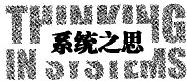 THINKING
系统之思
IN SYSTEMS